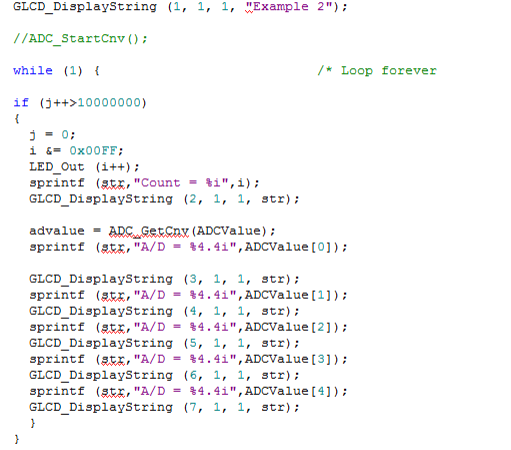 GLCD_DisplayString (1, 1, 1, "Example 2");
//ADC_StartCnv();
while (1) { /* Loop forever
if (j++>10000000)
{
j = 0;
i &= 0x00FF;
LED_Out (i++);
sprintf (str,"Count = %i",i);
GLCD_DisplayString (2, 1, 1, str);
advalue = ADC_GetCnv(ADCValue);
sprintf (str,"A/D = %4.4i",ADCValue[0]);
GLCD_DisplayString (3, 1, 1, str);
sprintf (str,"A/D = %4.4i",ADCValue[1]);
GLCD_DisplayString (4, 1, 1, str);
sprintf (str,"A/D = %4.4i",ADCValue[2]);
GLCD_DisplayString (5, 1, 1, str);
sprintf (str,"A/D = %4.4i",ADCValue[3]);
GLCD_DisplayString (6, 1, 1, str);
sprintf (str,"A/D = %4.4i",ADCValue[4]);
GLCD_DisplayString (7, 1, 1, str);
}
}